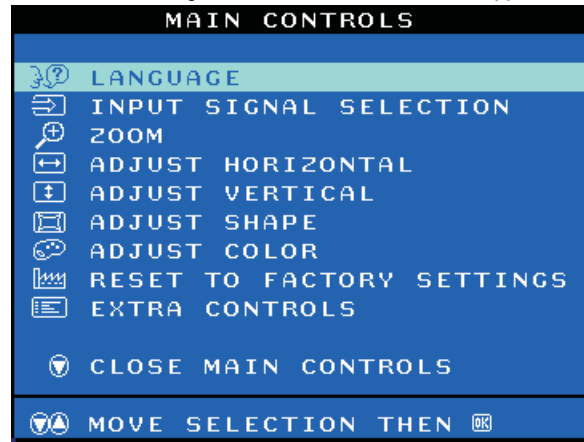 MAIN CONTROLS
LANGUAGE
INPUT SIGNAL SELECTION
ZOOM
ADJUST HORIZONTAL
ADJUST VERTICAL
ADJUST SHAPE
ADJUST COLOR
RESET TO FACTORY SETTINGS
EXTRA CONTROLS
CLOSE MAIN CONTROLS
MOVE SELECTION THEN OK